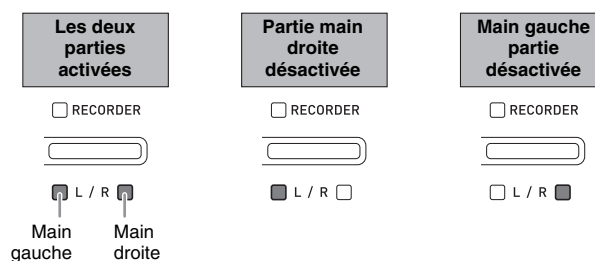 Les deux
parties
activées
RECORDER
L / R
Main
gauche
Main
droite
Partie main
droite
désactivée
RECORDER
L / R
Main gauche
partie
désactivée
RECORDER
L / R